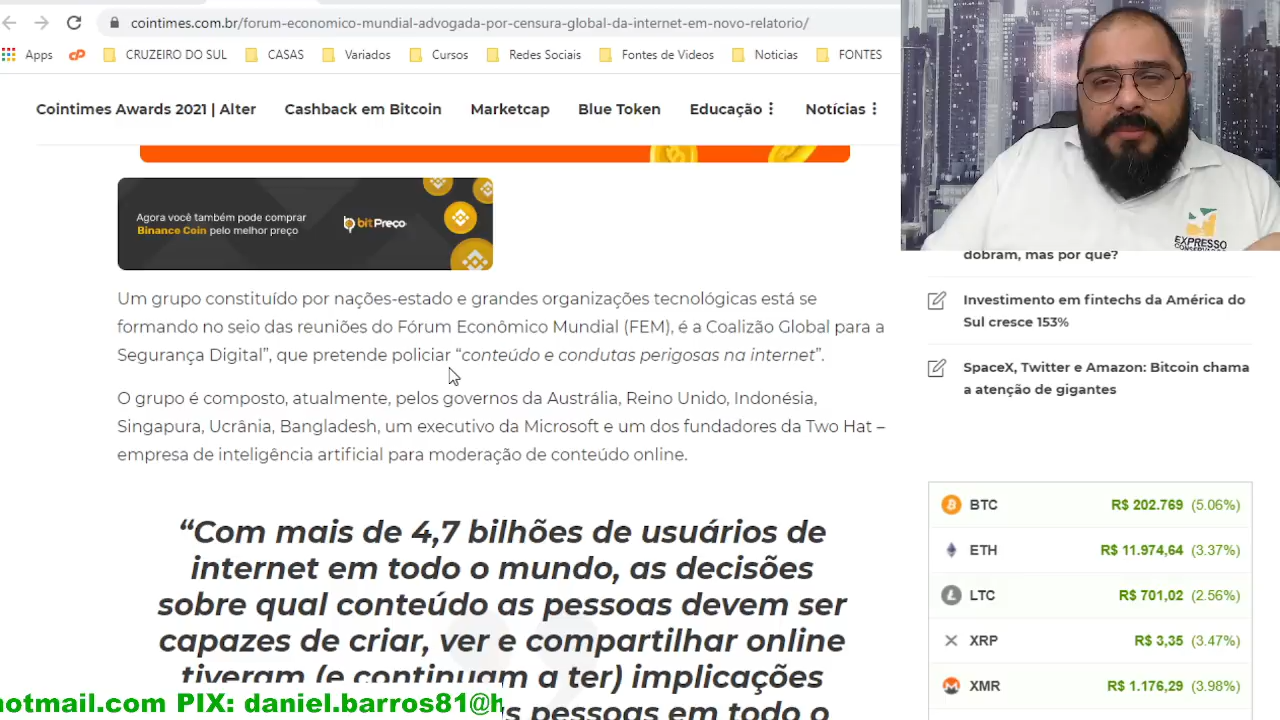 cointimes.com.br/forum-economico-mundial-advogada-por-censura-global-da-internet-em-novo-relatorio/
Apps
CRUZEIRO DO SUL
CASAS
Variados
Cursos
Redes Sociais
Fontes de Videos
Noticias
FONTES
Cointimes Awards 2021 | Alter
Cashback em Bitcoin
Marketcap
Blue Token
Educação
Notícias
Agora você também pode comprar
Binance Coin pelo melhor preço
bitPreço
EXPRESSO
Um grupo constituído por nações-estado e grandes organizações tecnológicas está se
formando no seio das reuniões do Fórum Econômico Mundial (FEM), é a Coalizão Global para a
Segurança Digital”, que pretende policiar “conteúdo e condutas perigosas na internet”.
O grupo é composto, atualmente, pelos governos da Austrália, Reino Unido, Indonésia,
Singapura, Ucrânia, Bangladesh, um executivo da Microsoft e um dos fundadores da Two Hat –
empresa de inteligência artificial para moderação de conteúdo online.
“Com mais de 4,7 bilhões de usuários de
internet em todo o mundo, as decisões
sobre qual conteúdo as pessoas devem ser
capazes de criar, ver e compartilhar online
tiveram (e continuam a ter) implicações
s pessoas em todo o
dobram, mas por que?
Investimento em fintechs da América do
Sul cresce 153%
SpaceX, Twitter e Amazon: Bitcoin chama
a atenção de gigantes
BTC R$ 202.769 (5.06%)
ETH R$ 11.974,64 (3.37%)
LTC R$ 701,02 (2.56%)
XRP R$ 3,35 (3.47%)
XMR R$ 1.176,29 (3.98%)
notmail.com PIX: daniel.barros81@h